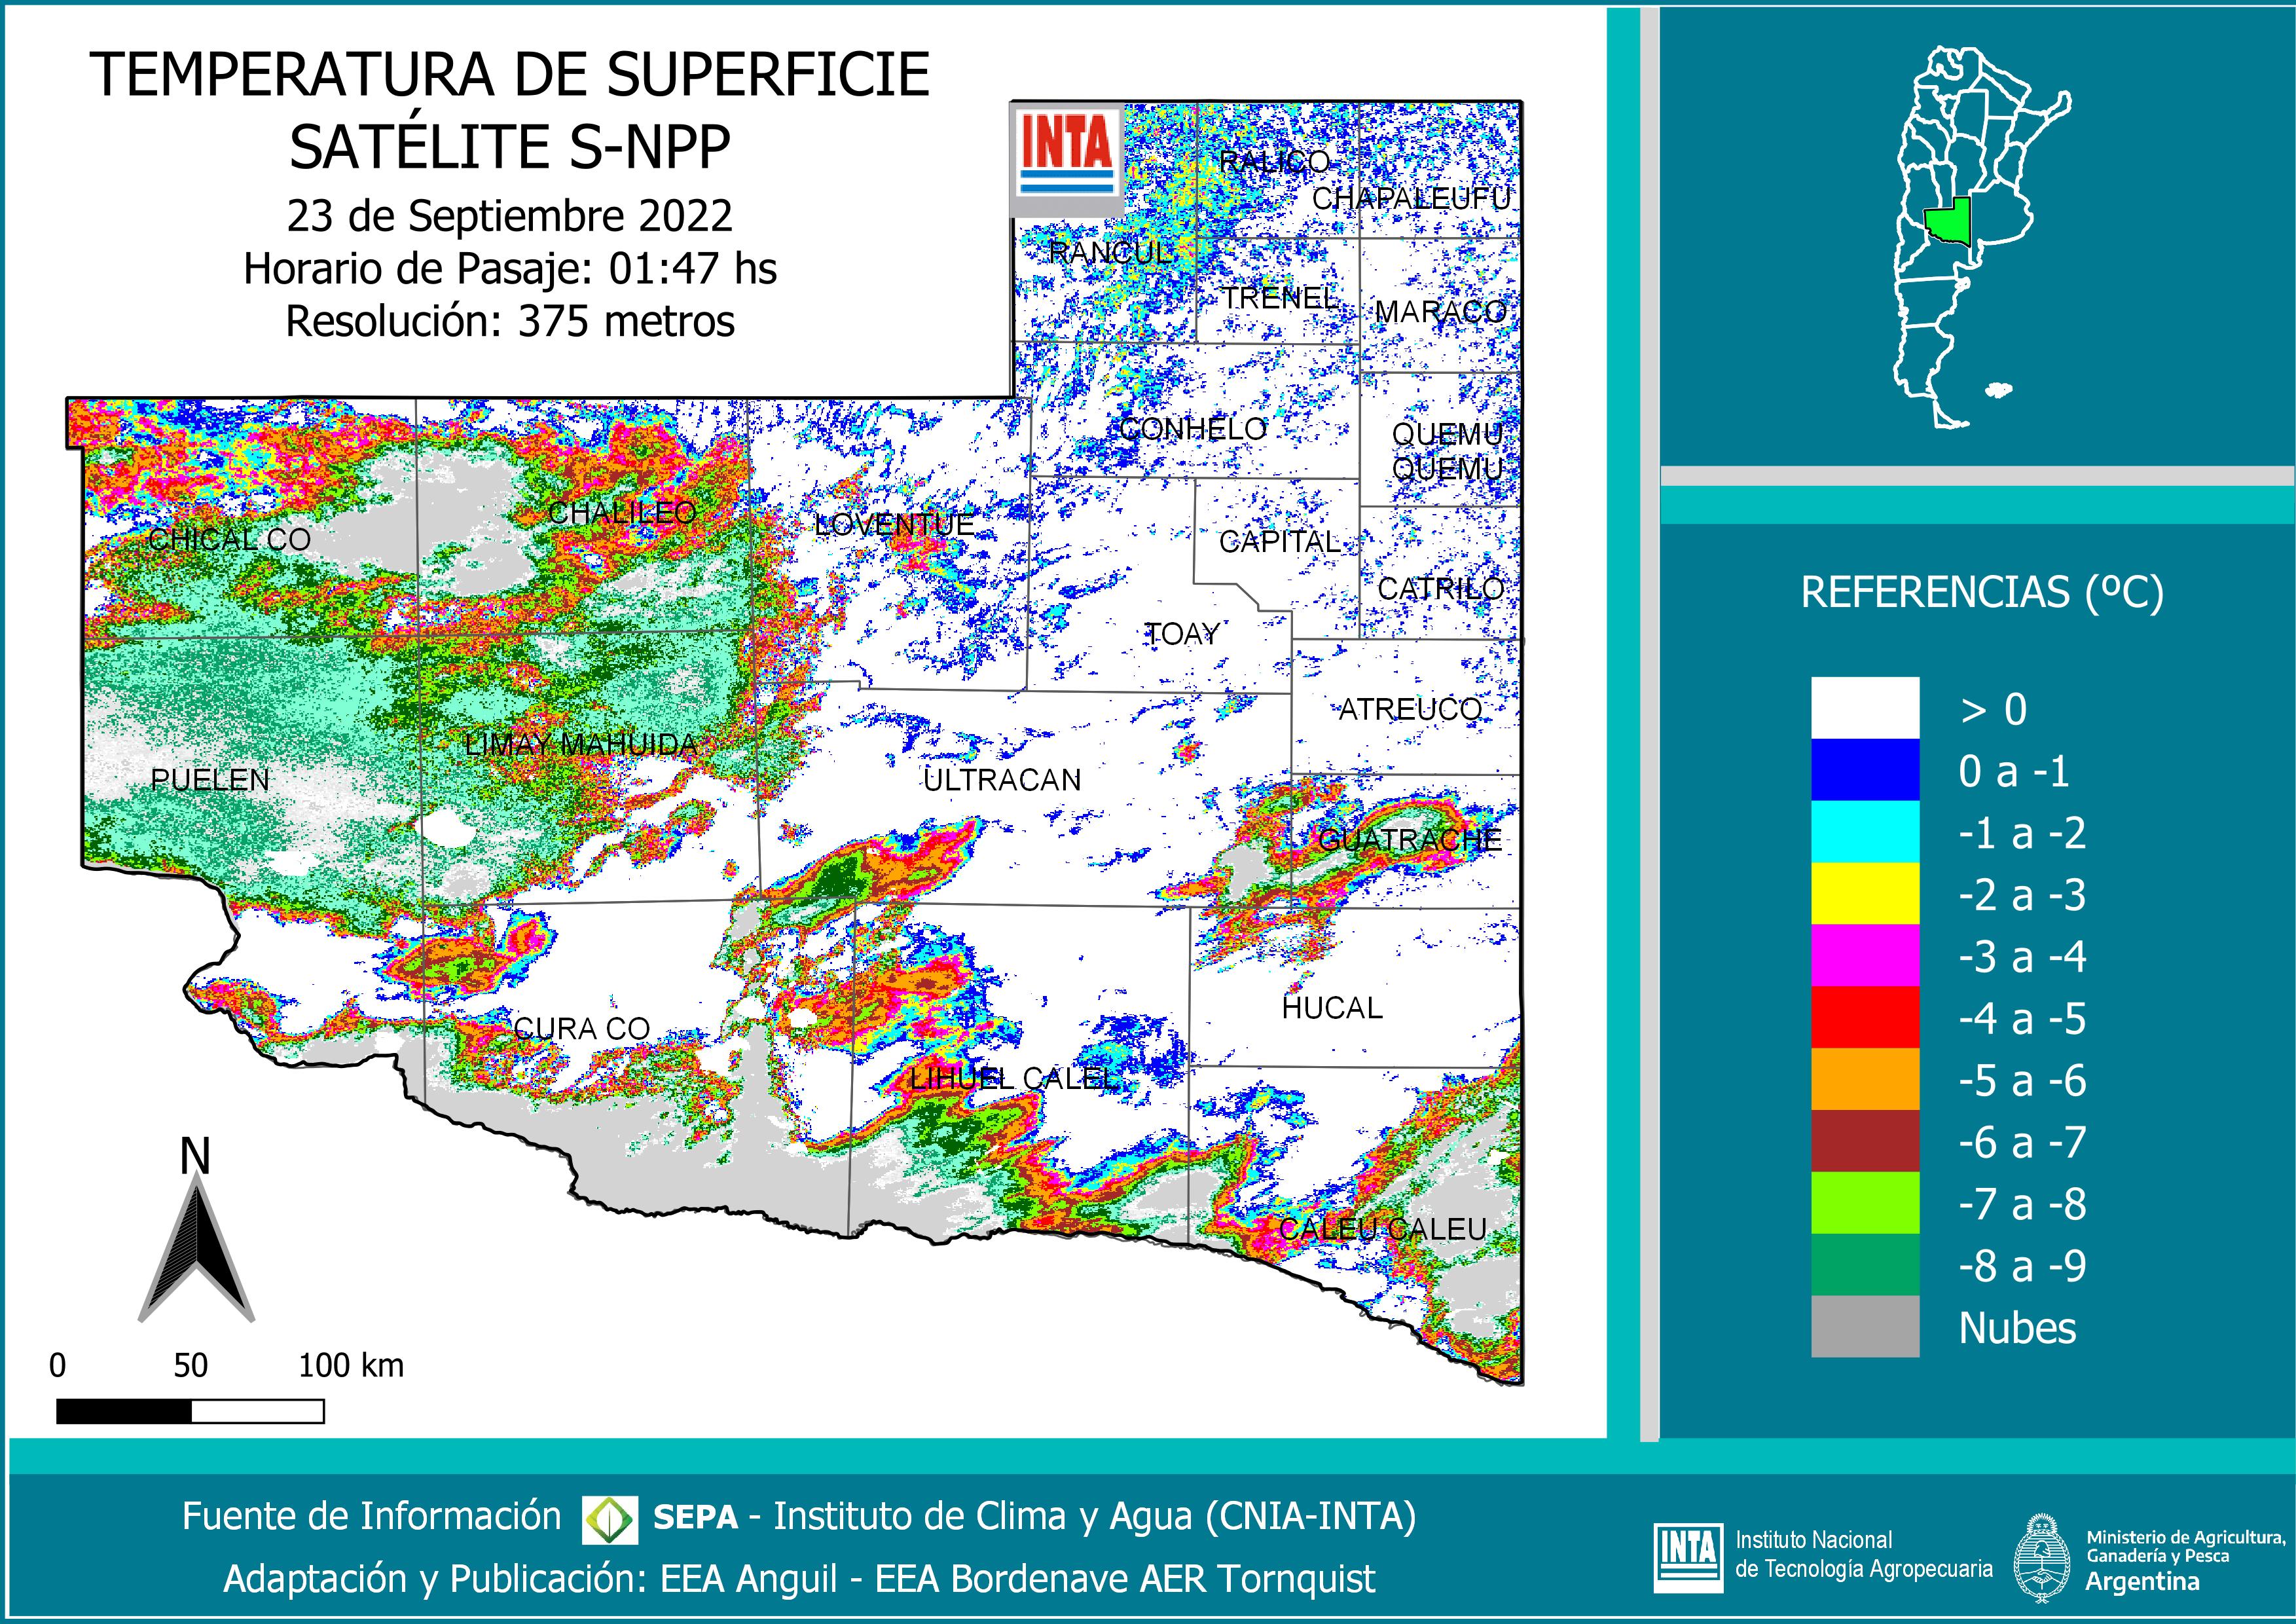 TEMPERATURA DE SUPERFICIE
SATÉLITE S-NPP
23 de Septiembre 2022
Horario de Pasaje: 01:47 hs
Resolución: 375 metros
INTA
RALICO
CHAPALEUFU
RANCUL
TRENEL
MARACO
CONHELO
QUEMU
QUEMU
CHALILEO
LOVENTUE
CHICAL CO
CAPITAL
CATRILO
TOAY
ATREUCO
LIMAY MAHUIDA
PUELEN
ULTRACAN
GUATRACHE
HUCAL
CURA CO
LIHUEL CALEL
CALEU CALEU
N
0 50 100 km
REFERENCIAS (ºC)
> 0
0 a -1
-1 a -2
-2 a -3
-3 a -4
-4 a -5
-5 a -6
-6 a -7
-7 a -8
-8 a -9
Nubes
Fuente de Información SEPA - Instituto de Clima y Agua (CNIA-INTA)
Adaptación y Publicación: EEA Anguil - EEA Bordenave AER Tornquist
INTA
Instituto Nacional
de Tecnología Agropecuaria
Ministerio de Agricultura,
Ganadería y Pesca
Argentina